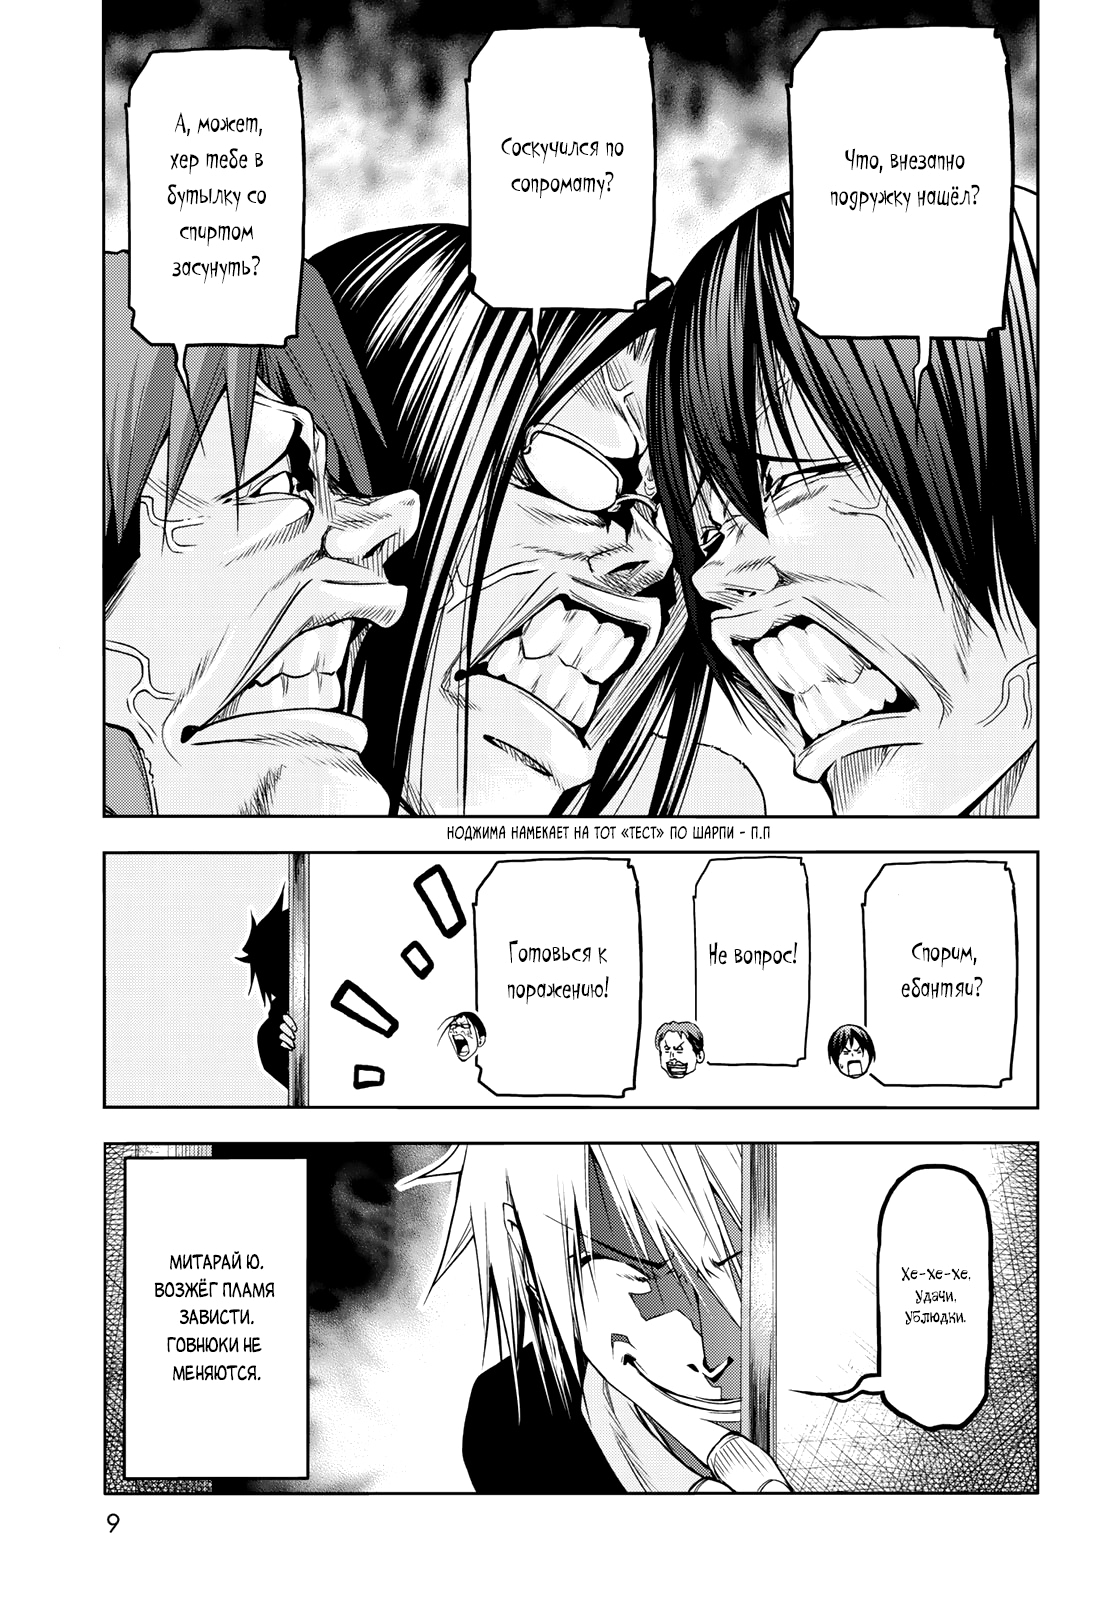 Что, внезапно
подружку нашёл?
Соскучился по
сопромату?
А, может,
хер тебе в
бутылку со
спиртом
засунуть?
НОДЖИМА НАМЕКАЕТ НА ТОТ «ТЕСТ» ПО ШАРПИ - П.П
Спорим,
ебантяи?
Не вопрос!
Готовься к
поражению!
Хе-хе-хе.
Удачи.
Ублюдки.
МИТАРАЙ Ю.
ВОЗЖЁГ ПЛАМЯ
ЗАВИСТИ.
ГОВНЮКИ НЕ
МЕНЯЮТСЯ.
9